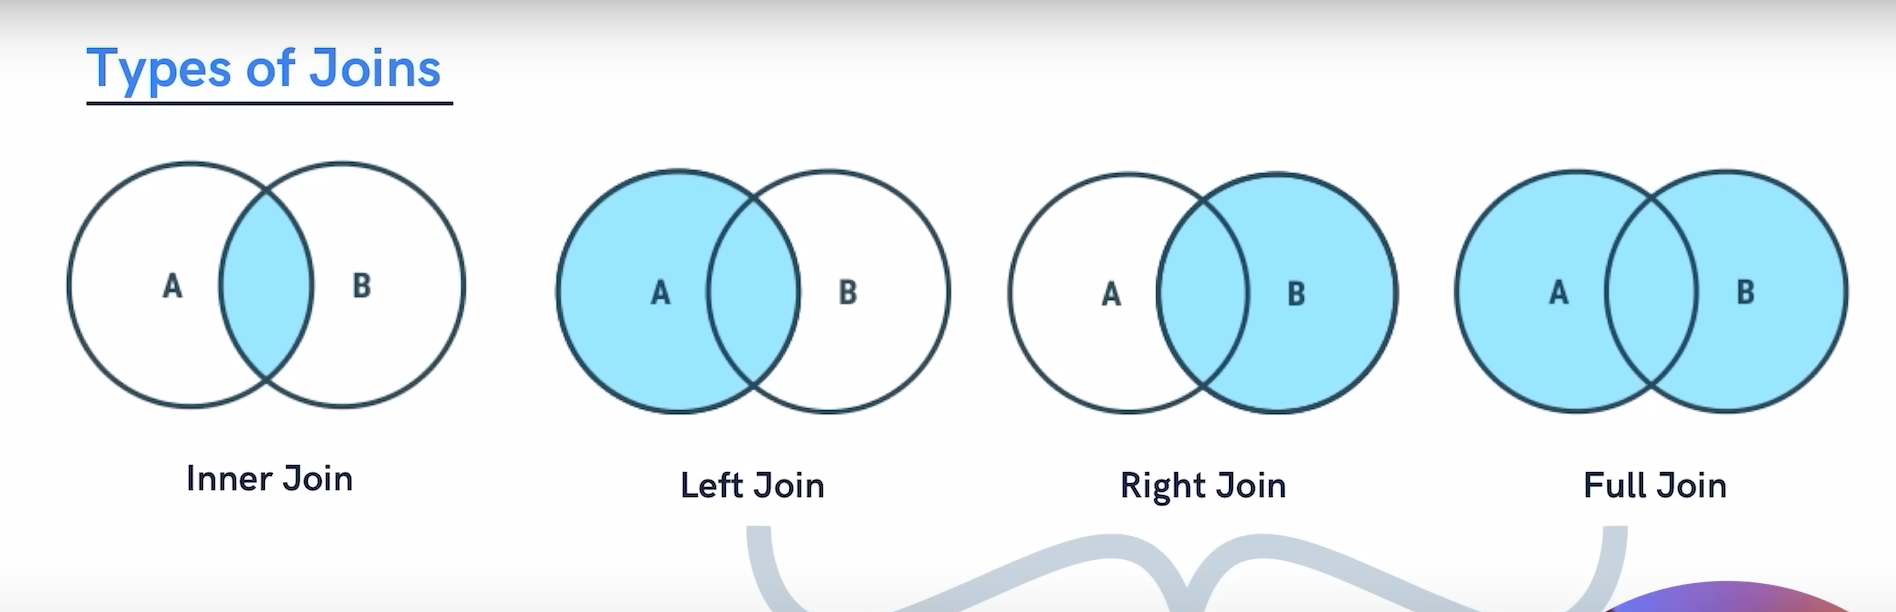 Types of Joins
A B
A B
A B
A B
Inner Join
Left Join
Right Join
Full Join